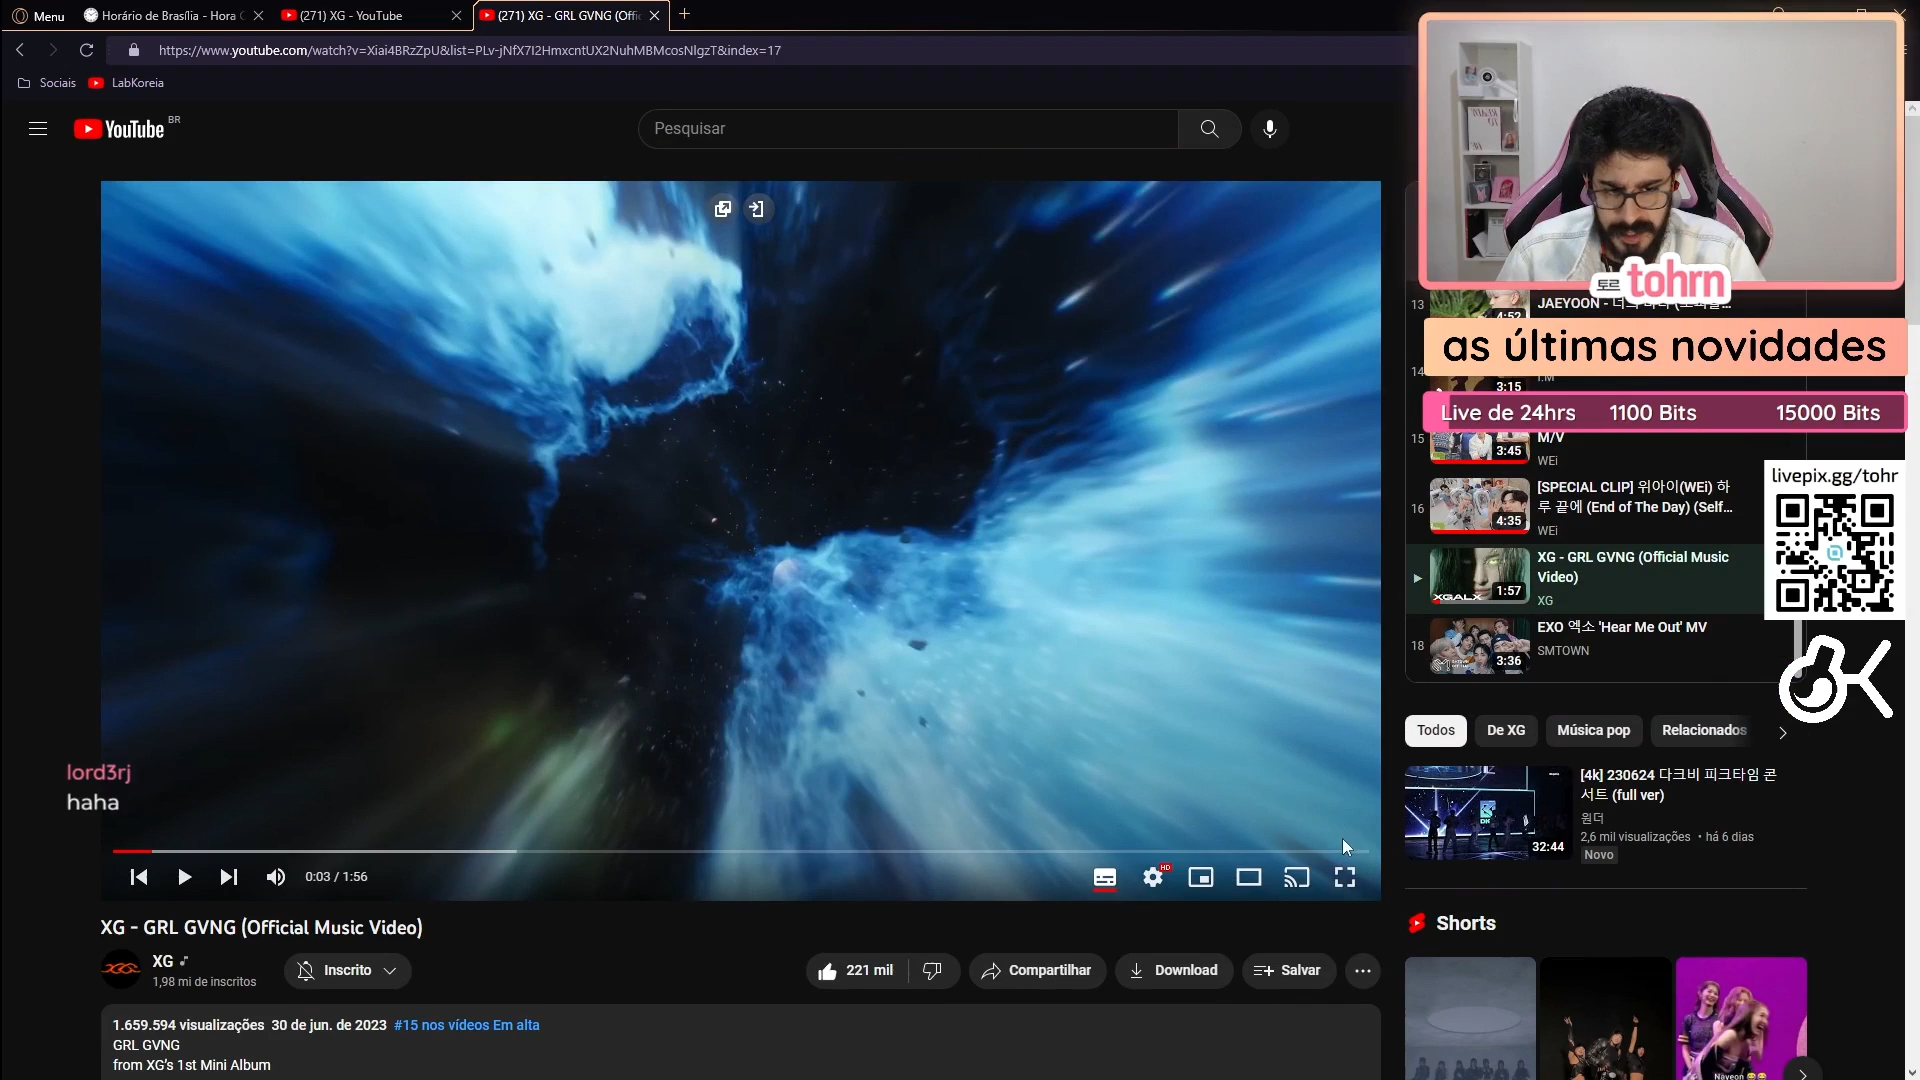 Menu
Horário de Brasília - Hora
(271) XG - YouTube
(271) XG - GRL GVNG (Offic
https://www.youtube.com/watch?v=Xiai4BRzZpU&list=PLv-jNfX7I2HmxcntUX2NuhMBMcosNlgzT&index=17
Sociais
LabKoreia
YouTube BR
Pesquisar
토르 tohrn
13
JAEYOON -
4:52
as últimas novidades
14
3:15
I.M
Live de 24hrs 1100 Bits 15000 Bits
15
M/V
3:45
WEi
livepix.gg/tohr
16
[SPECIAL CLIP] 위아이(WEi) 하
루 끝에 (End of The Day) (Self...
4:35
WEi
XG - GRL GVNG (Official Music
Video)
1:57
XGALX
XG
18
EXO 엑소 'Hear Me Out' MV
SMTOWN
3:36
Todos
De XG
Música pop
Relacionados
lord3rj
haha
[4k] 230624 다크비 피크타임 콘
서트 (full ver)
원더
2,6 mil visualizações • há 6 dias
32:44
Novo
0:03 / 1:56
HD
XG - GRL GVNG (Official Music Video)
Shorts
XG
1,98 mi de inscritos
Inscrito
221 mil
Compartilhar
Download
Salvar
1.659.594 visualizações 30 de jun. de 2023 #15 nos vídeos Em alta
GRL GVNG
from XG's 1st Mini Album
Nayeon